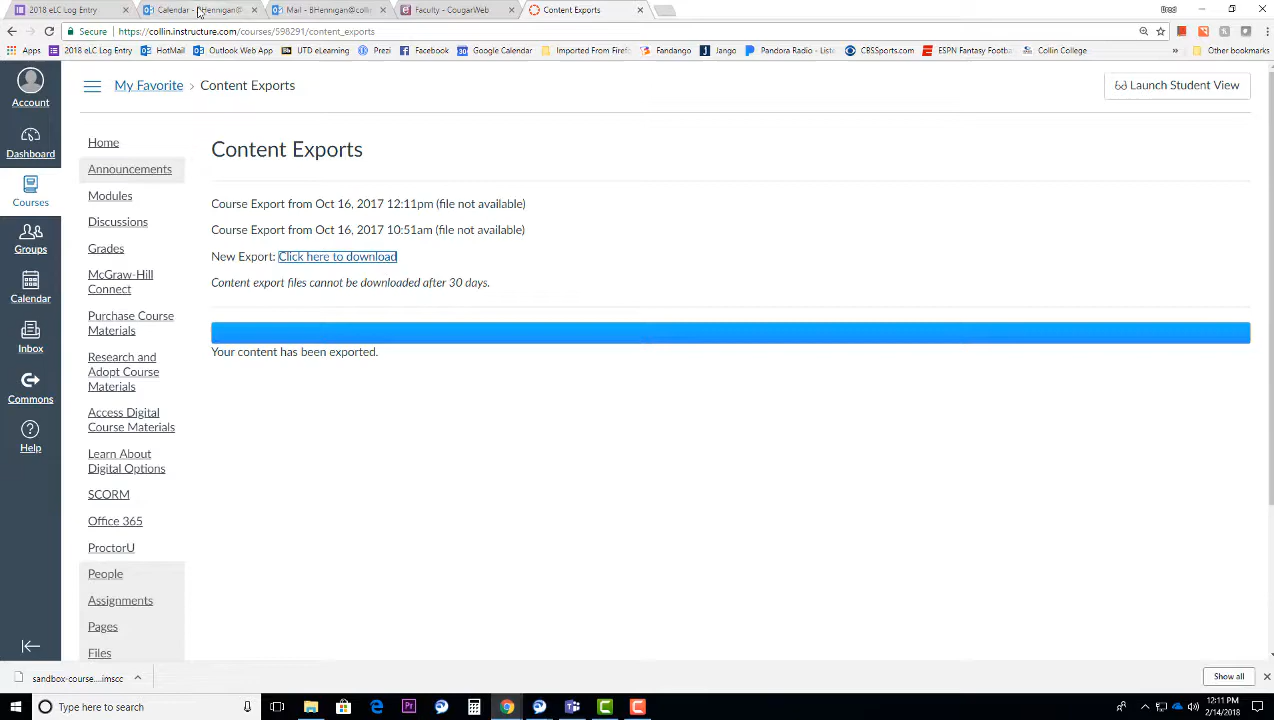 2018 eLC Log Entry
Calendar - BHennigan@
Mail - BHennigan@colli
Faculty - CougarWeb
Content Exports
Brad
Secure
https://collin.instructure.com/courses/598291/content_exports
Apps
2018 eLC Log Entry
HotMail
Outlook Web App
UTD eLearning
Prezi
Facebook
Google Calendar
Imported From Firefo
Fandango
Jango
Pandora Radio - Liste
CBSSports.com
ESPN Fantasy Footba
Collin College
»
Other bookmarks
My Favorite › Content Exports
Launch Student View
Account
Dashboard
Courses
Groups
Calendar
Inbox
Commons
Help
Home
Announcements
Modules
Discussions
Grades
McGraw-Hill
Connect
Purchase Course
Materials
Research and
Adopt Course
Materials
Access Digital
Course Materials
Learn About
Digital Options
SCORM
Office 365
ProctorU
People
Assignments
Pages
Files
Content Exports
Course Export from Oct 16, 2017 12:11pm (file not available)
Course Export from Oct 16, 2017 10:51am (file not available)
New Export: Click here to download
Content export files cannot be downloaded after 30 days.
Your content has been exported.
sandbox-course....imscc
Show all
Type here to search
12:11 PM
2/14/2018